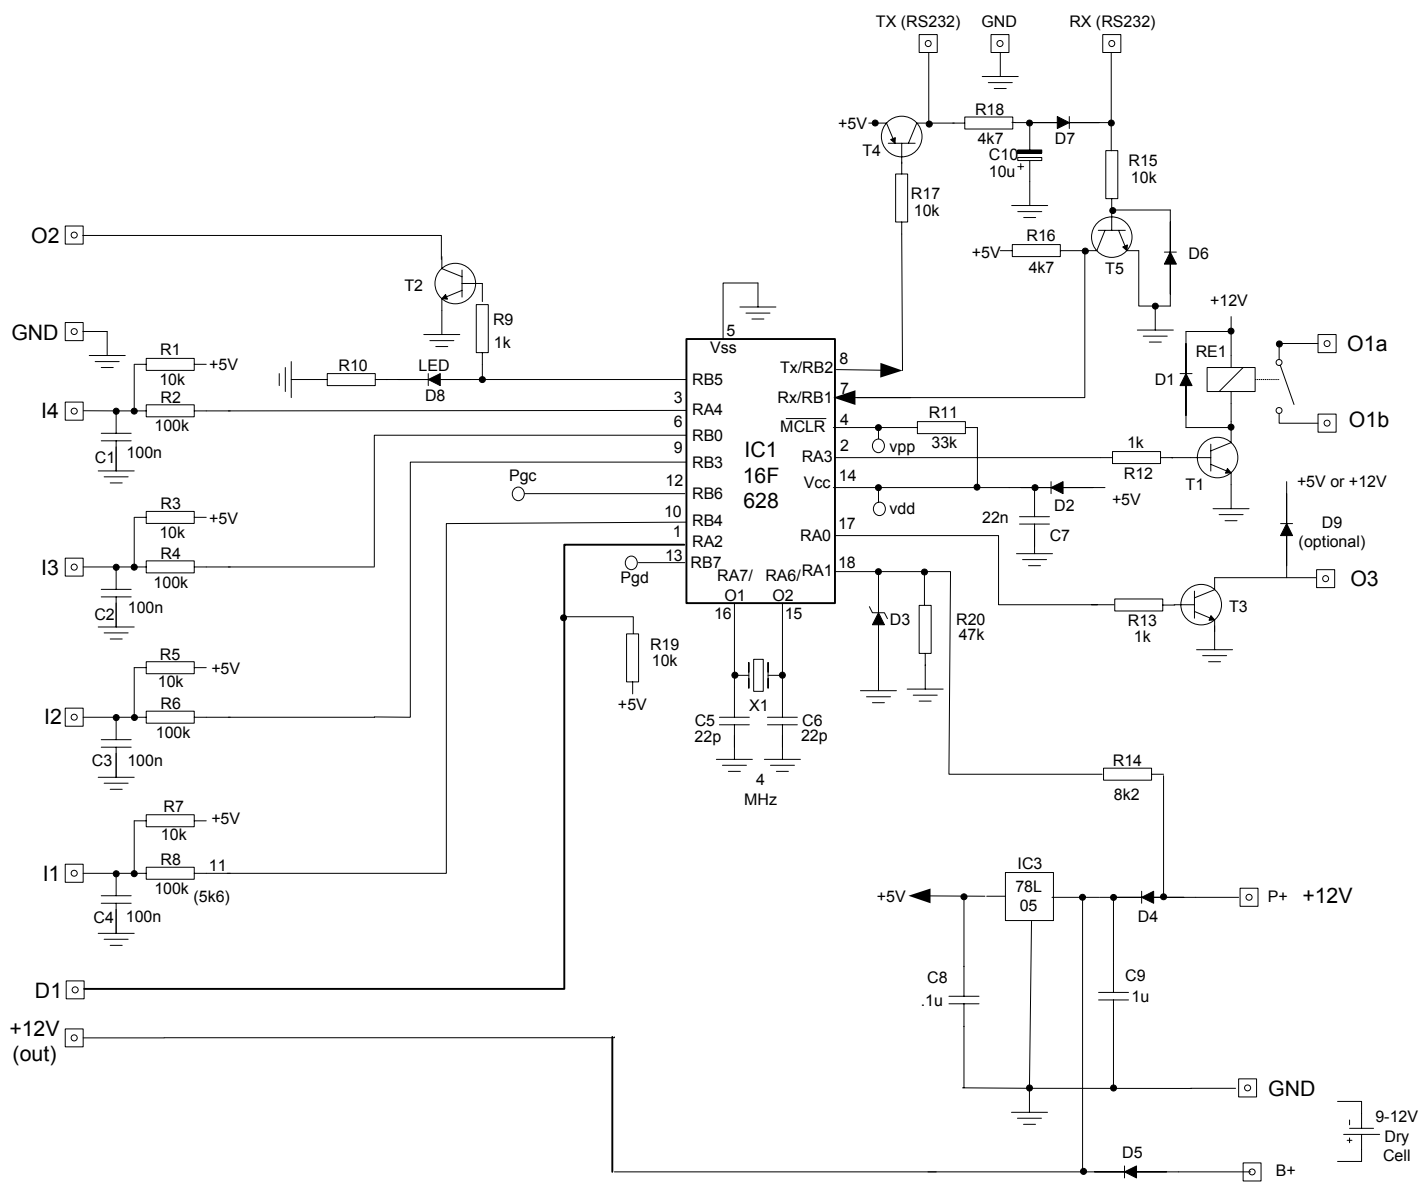 TX (RS232)
GND
RX (RS232)
+5V
T4
R18
4k7
C10
10u
+
D7
R15
10k
R17
10k
+5V
R16
4k7
T5
D6
O2
T2
R9
1k
GND
R10
LED
D8
R1
10k
+5V
I4
R2
100k
C1
100n
R3
10k
+5V
I3
R4
100k
C2
100n
R5
10k
+5V
I2
R6
100k
C3
100n
R7
10k
+5V
I1
R8
100k
11
(5k6)
C4
100n
D1
+12V
(out)
Pgc
Pgd
R19
10k
+5V
5
Vss
RB5
3
RA4
6
RB0
9
RB3
12
RB6
10
RB4
1
RA2
13
RB7
IC1
16F
628
8
Tx/RB2
7
Rx/RB1
4
MCLR
2
RA3
14
Vcc
17
RA0
18
RA1
RA7/
O1
RA6/
O2
16
15
X1
C5
22p
C6
22p
4
MHz
vpp
R11
33k
vdd
22n
C7
D2
+5V
1k
R12
T1
+12V
RE1
D1
O1a
O1b
+5V or +12V
D9
(optional)
O3
T3
R13
1k
D3
R20
47k
R14
8k2
IC3
78L
05
+5V
D4
P+
+12V
C8
.1u
C9
1u
GND
D5
B+
-
+
9-12V
Dry
Cell